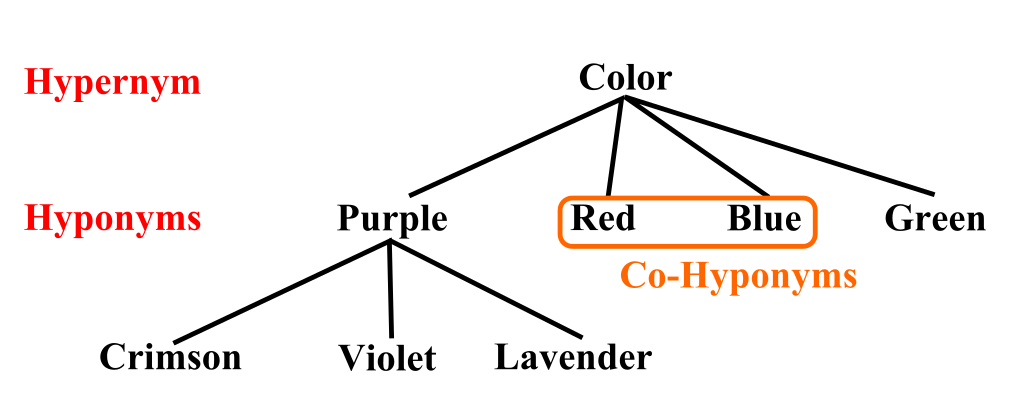 Hypernym Color
Hyponyms Purple Red Blue Green
Co-Hyponyms
Crimson Violet Lavender